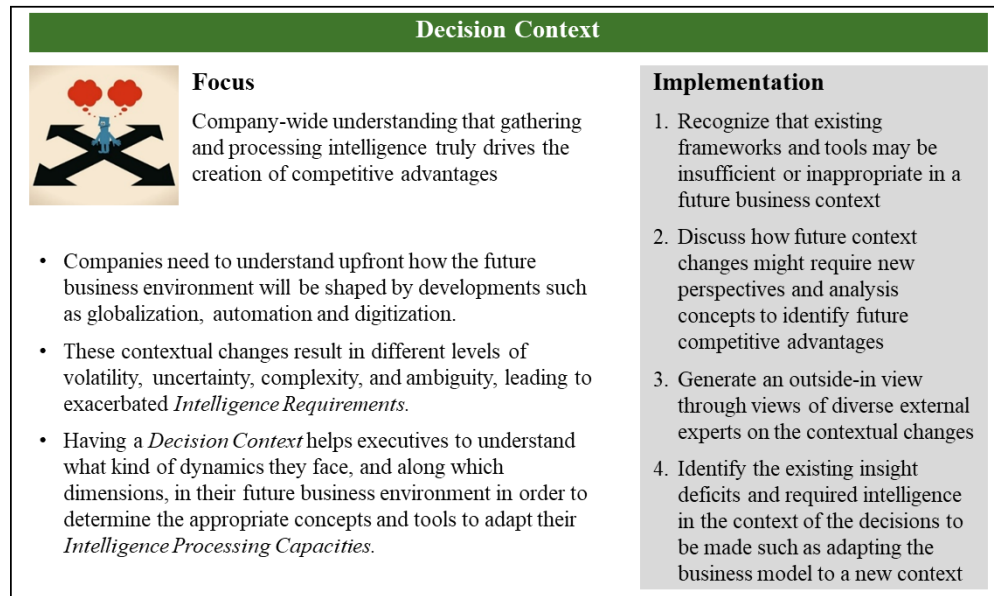 Decision Context
Focus
Company-wide understanding that gathering
and processing intelligence truly drives the
creation of competitive advantages
• Companies need to understand upfront how the future
business environment will be shaped by developments such
as globalization, automation and digitization.
• These contextual changes result in different levels of
volatility, uncertainty, complexity, and ambiguity, leading to
exacerbated Intelligence Requirements.
• Having a Decision Context helps executives to understand
what kind of dynamics they face, and along which
dimensions, in their future business environment in order to
determine the appropriate concepts and tools to adapt their
Intelligence Processing Capacities.
Implementation
1. Recognize that existing
frameworks and tools may be
insufficient or inappropriate in a
future business context
2. Discuss how future context
changes might require new
perspectives and analysis
concepts to identify future
competitive advantages
3. Generate an outside-in view
through views of diverse external
experts on the contextual changes
4. Identify the existing insight
deficits and required intelligence
in the context of the decisions to
be made such as adapting the
business model to a new context